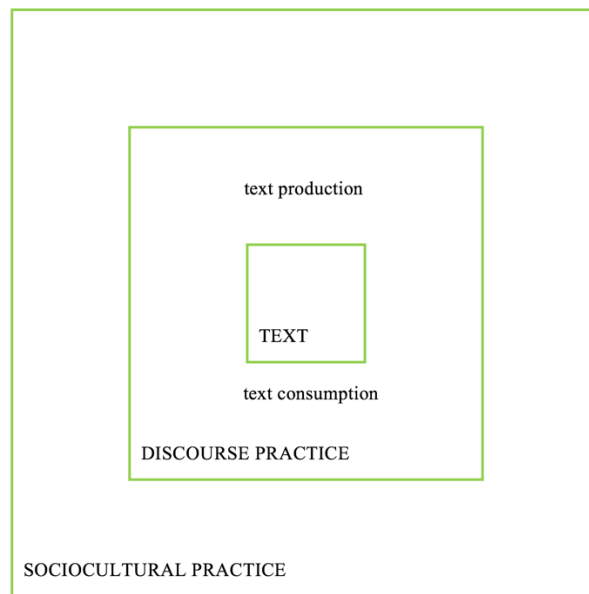 text production
TEXT
text consumption
DISCOURSE PRACTICE
SOCIOCULTURAL PRACTICE